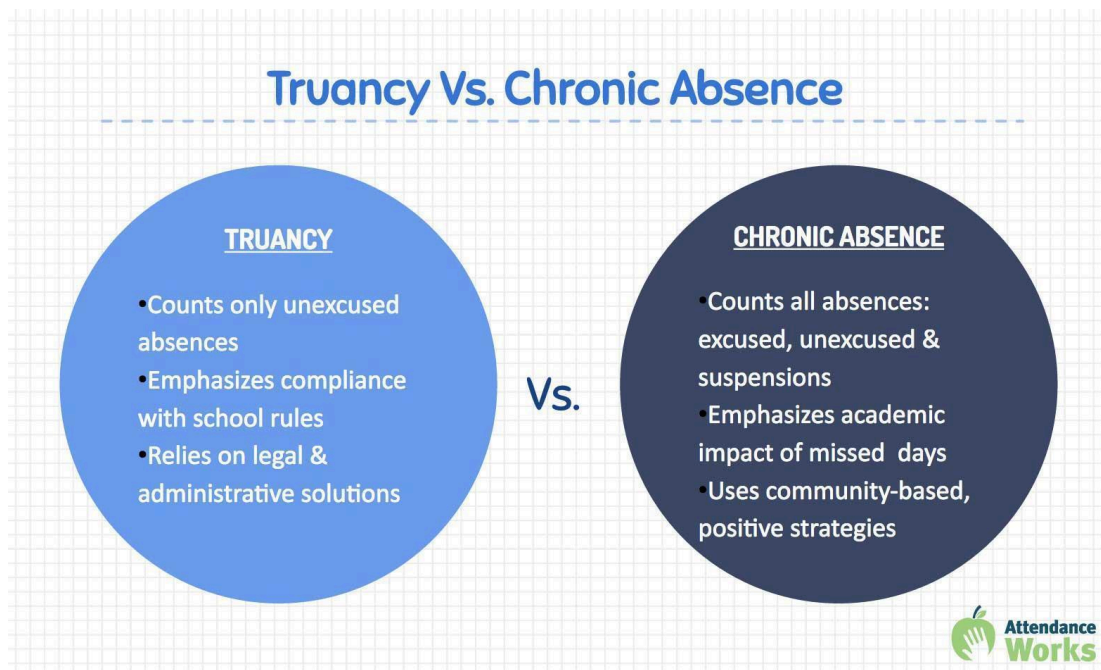 Truancy Vs. Chronic Absence
TRUANCY
•Counts only unexcused
absences
•Emphasizes compliance
with school rules
•Relies on legal &
administrative solutions
Vs.
CHRONIC ABSENCE
•Counts all absences:
excused, unexcused &
suspensions
•Emphasizes academic
impact of missed  days
•Uses community-based,
positive strategies
Attendance
Works